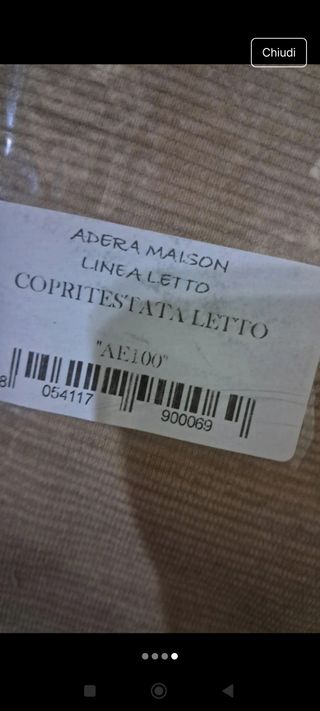 Chiudi
ADERA MAISON
LINEA LETTO
COPRITESTATA LETTO
"AE100"
8 054117 900069